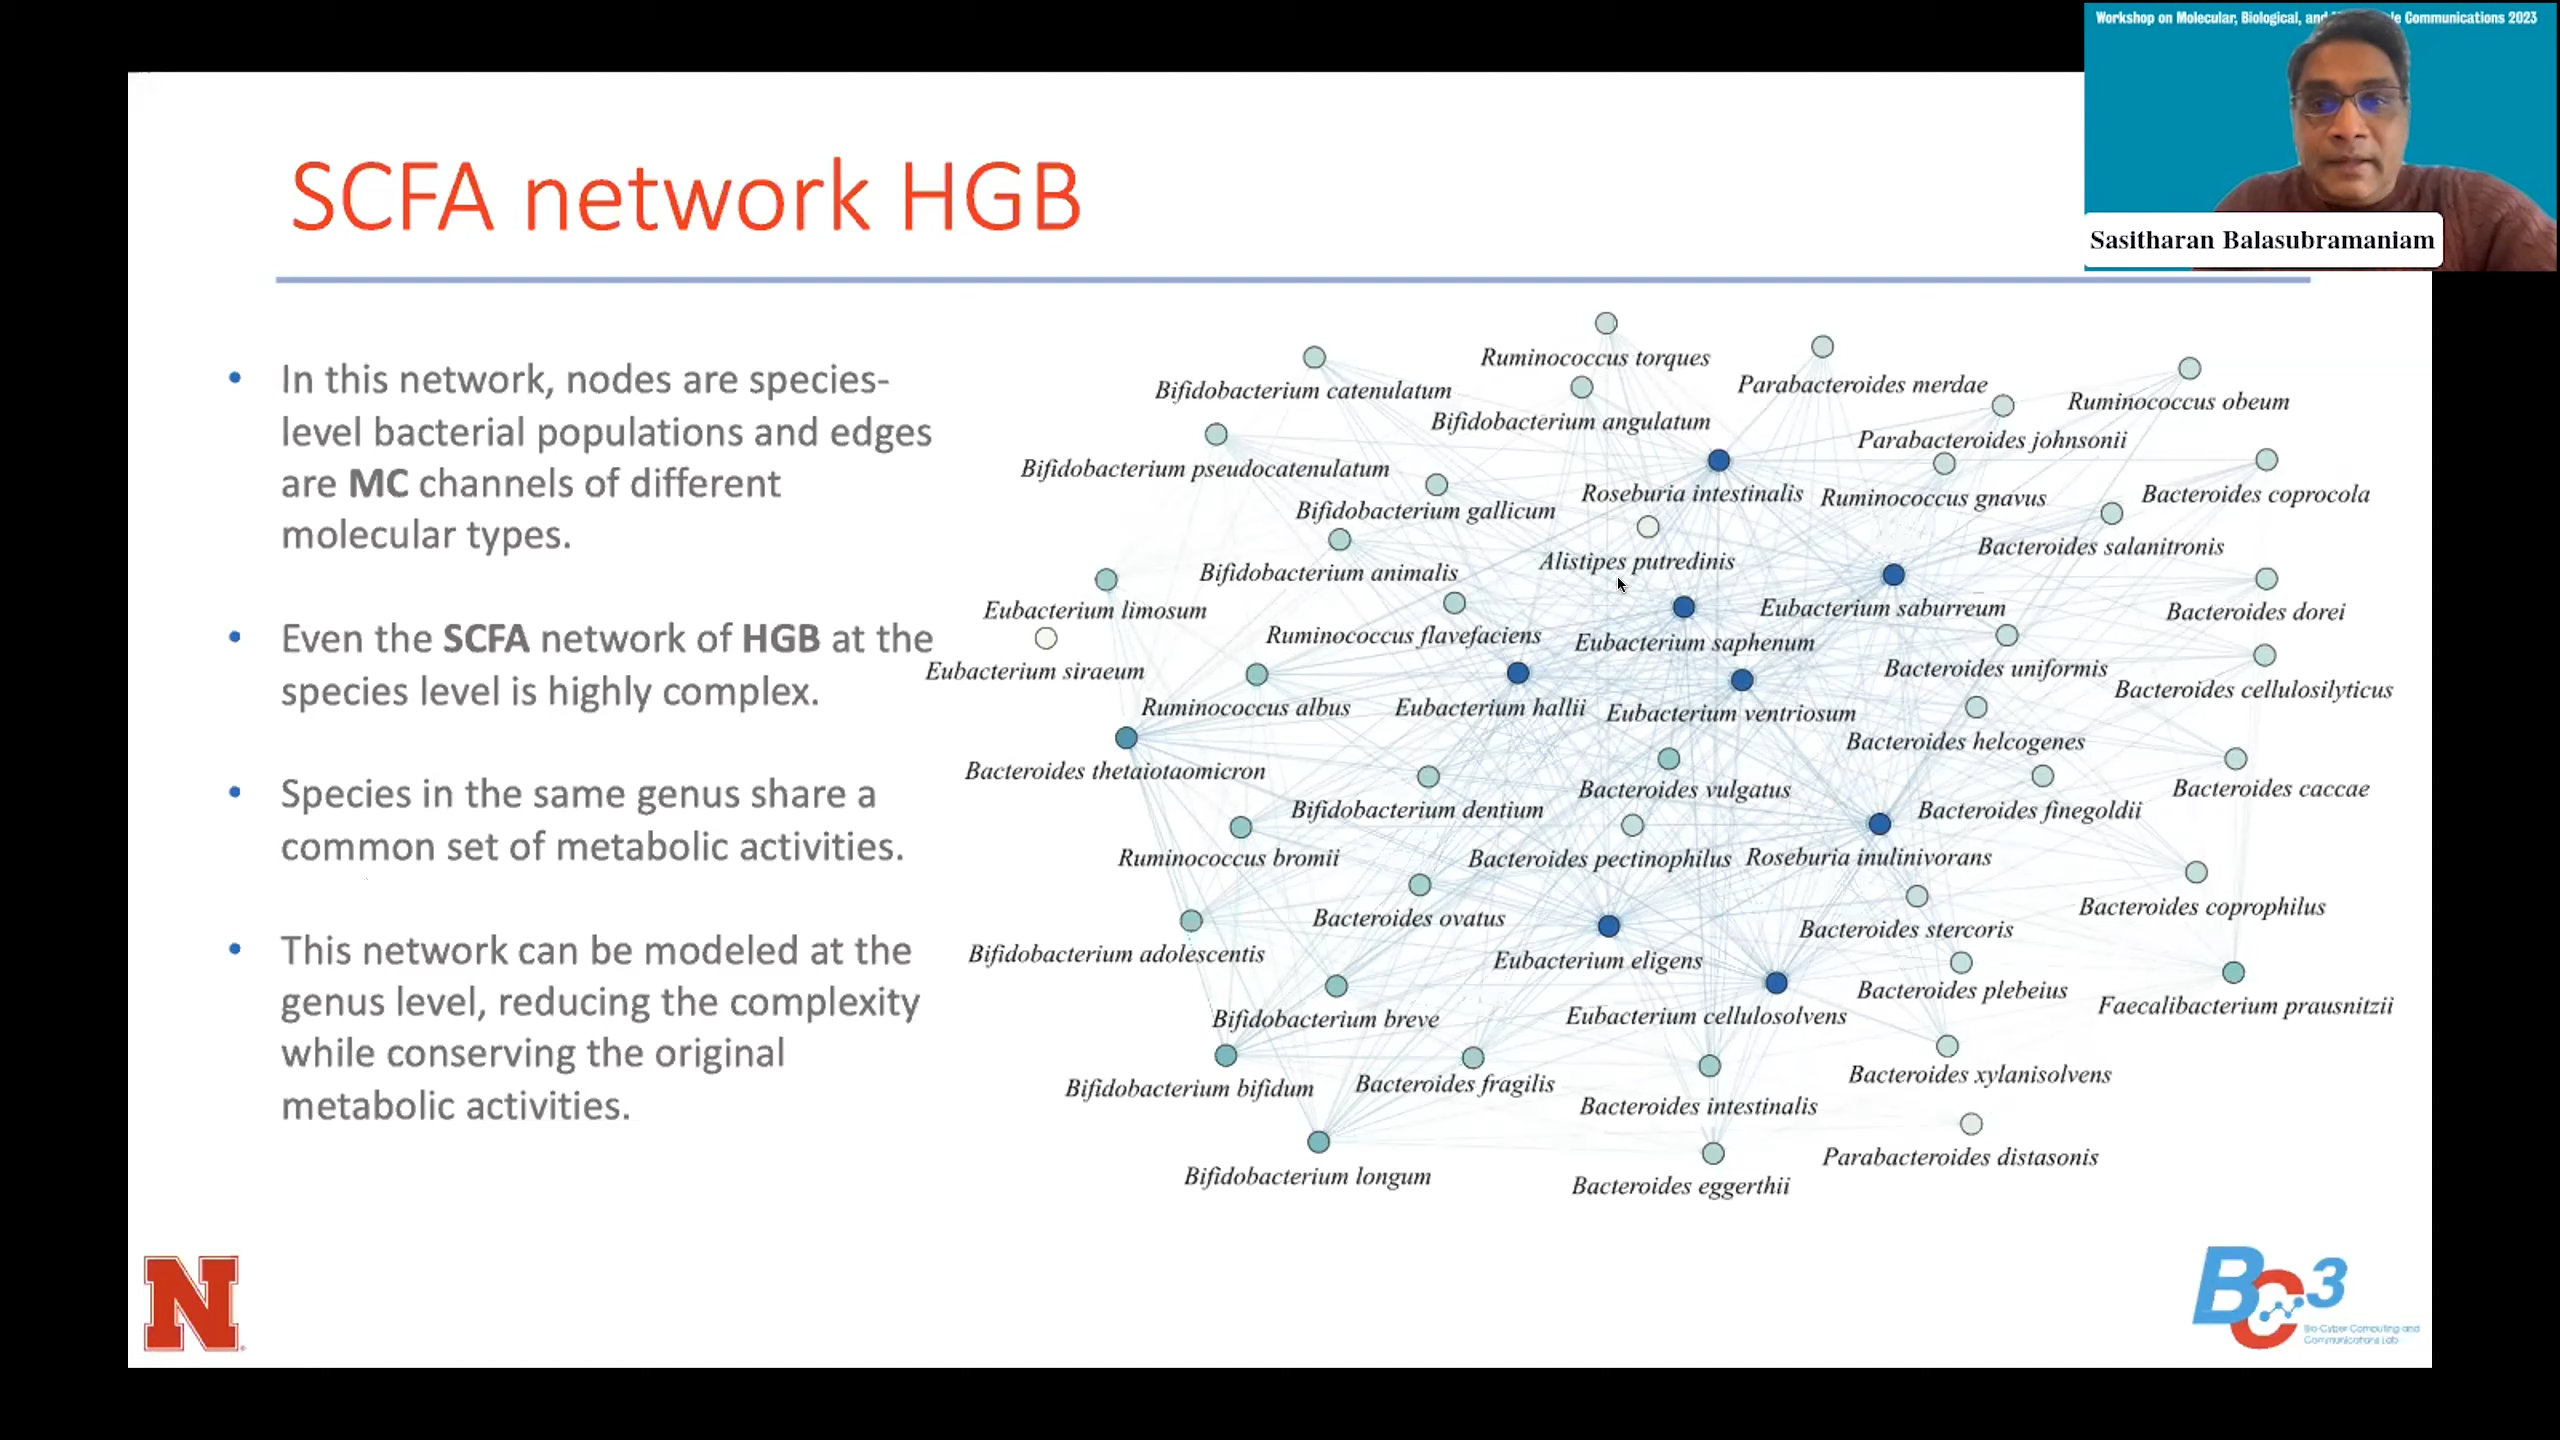 Workshop on Molecular, Biological, and
Communications 2023
Sasitharan Balasubramaniam
SCFA network HGB
• In this network, nodes are species-
level bacterial populations and edges
are MC channels of different
molecular types.
• Even the SCFA network of HGB at the
species level is highly complex.
• Species in the same genus share a
common set of metabolic activities.
• This network can be modeled at the
genus level, reducing the complexity
while conserving the original
metabolic activities.
Ruminococcus torques
Bifidobacterium catenulatum
Parabacteroides merdae
Ruminococcus obeum
Bifidobacterium angulatum
Parabacteroides johnsonii
Bifidobacterium pseudocatenulatum
Roseburia intestinalis
Ruminococcus gnavus
Bacteroides coprocola
Bifidobacterium gallicum
Bacteroides salanitronis
Alistipes putredinis
Bifidobacterium animalis
Eubacterium limosum
Eubacterium saburreum
Bacteroides dorei
Ruminococcus flavefaciens
Eubacterium saphenum
Eubacterium siraeum
Bacteroides uniformis
Bacteroides cellulosilyticus
Ruminococcus albus
Eubacterium hallii
Eubacterium ventriosum
Bacteroides helcogenes
Bacteroides thetaiotaomicron
Bacteroides vulgatus
Bacteroides caccae
Bifidobacterium dentium
Bacteroides finegoldii
Ruminococcus bromii
Bacteroides pectinophilus
Roseburia inulinivorans
Bacteroides ovatus
Bacteroides coprophilus
Bacteroides stercoris
Bifidobacterium adolescentis
Eubacterium eligens
Bacteroides plebeius
Faecalibacterium prausnitzii
Bifidobacterium breve
Eubacterium cellulosolvens
Bifidobacterium bifidum
Bacteroides fragilis
Bacteroides xylanisolvens
Bacteroides intestinalis
Parabacteroides distasonis
Bifidobacterium longum
Bacteroides eggerthii
N
BC3
Bio-Cyber Computing and
Communications Lab